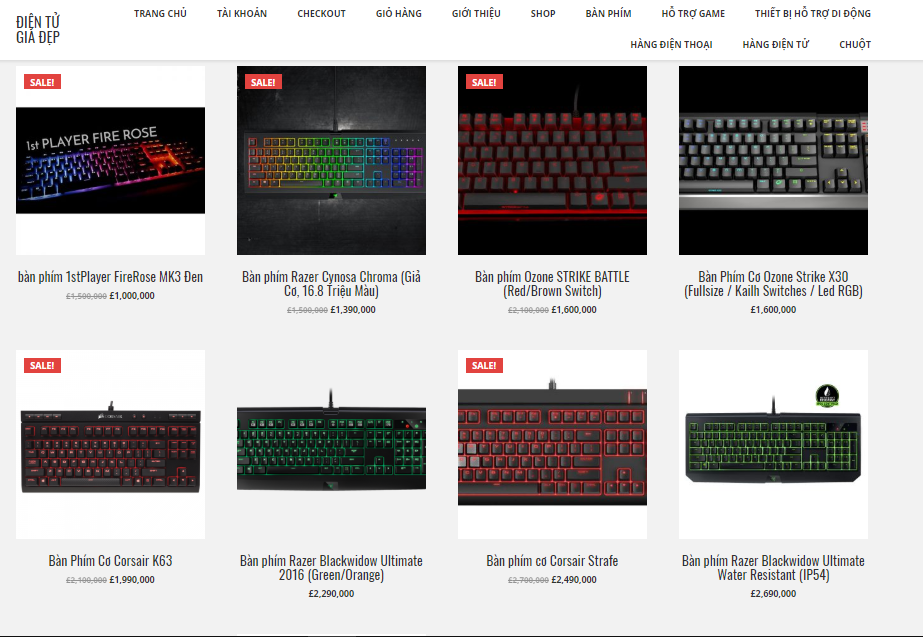 ĐIỆN TỬ
GIÁ ĐẸP
TRANG CHỦ
TÀI KHOẢN
CHECKOUT
GIỎ HÀNG
GIỚI THIỆU
SHOP
BÀN PHÍM
HỖ TRỢ GAME
THIẾT BỊ HỖ TRỢ DI ĐỘNG
HÀNG ĐIỆN THOẠI
HÀNG ĐIỆN TỬ
CHUỘT
SALE!
1st PLAYER FIRE ROSE
bàn phím 1stPlayer FireRose MK3 Đen
£1,500,000 £1,000,000
SALE!
Bàn phím Razer Cynosa Chroma (Giả
Cơ, 16.8 Triệu Màu)
£1,500,000 £1,390,000
SALE!
Bàn phím Ozone STRIKE BATTLE
(Red/Brown Switch)
£2,100,000 £1,600,000
Bàn Phím Cơ Ozone Strike X30
(Fullsize / Kailh Switches / Led RGB)
£1,600,000
SALE!
Bàn Phím Cơ Corsair K63
£2,100,000 £1,990,000
Bàn phím Razer Blackwidow Ultimate
2016 (Green/Orange)
£2,290,000
SALE!
Bàn phím cơ Corsair Strafe
£2,700,000 £2,490,000
Bàn phím Razer Blackwidow Ultimate
Water Resistant (IP54)
£2,690,000